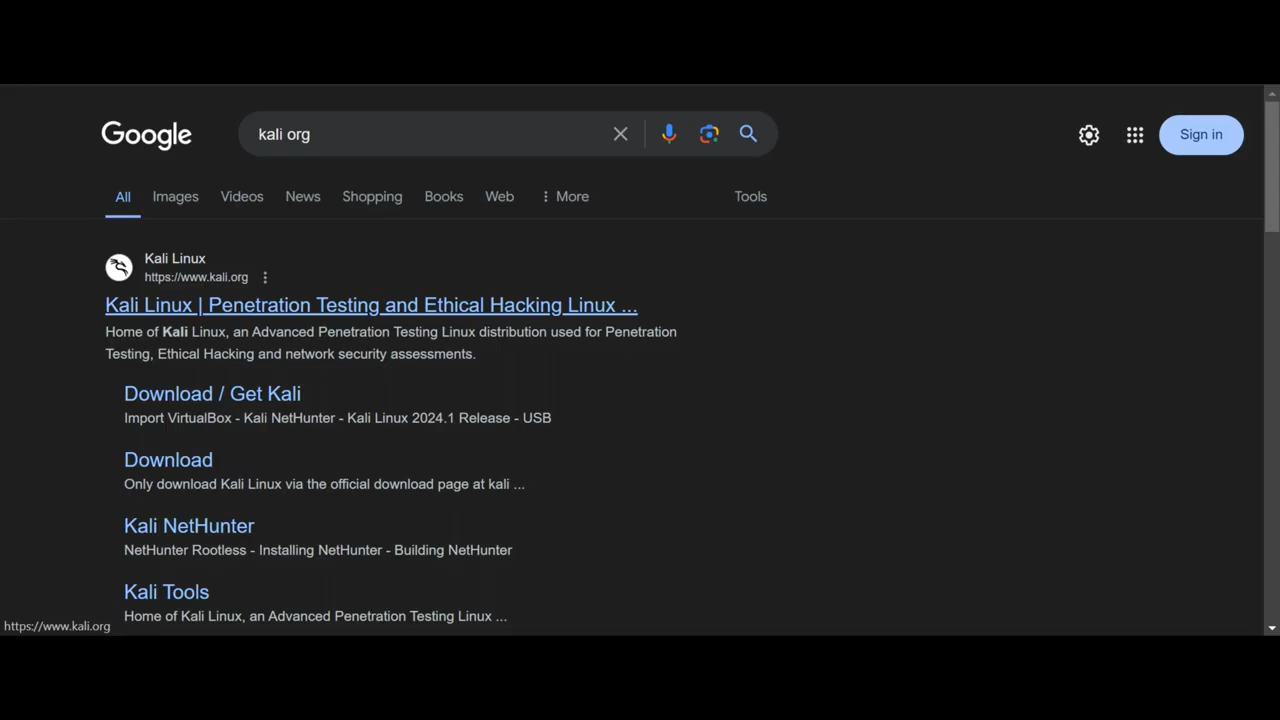 Google
kali org
Sign in
All Images Videos News Shopping Books Web More Tools
Kali Linux
https://www.kali.org
Kali Linux | Penetration Testing and Ethical Hacking Linux ...
Home of Kali Linux, an Advanced Penetration Testing Linux distribution used for Penetration
Testing, Ethical Hacking and network security assessments.
Download / Get Kali
Import VirtualBox - Kali NetHunter - Kali Linux 2024.1 Release - USB
Download
Only download Kali Linux via the official download page at kali ...
Kali NetHunter
NetHunter Rootless - Installing NetHunter - Building NetHunter
Kali Tools
Home of Kali Linux, an Advanced Penetration Testing Linux ...
https://www.kali.org